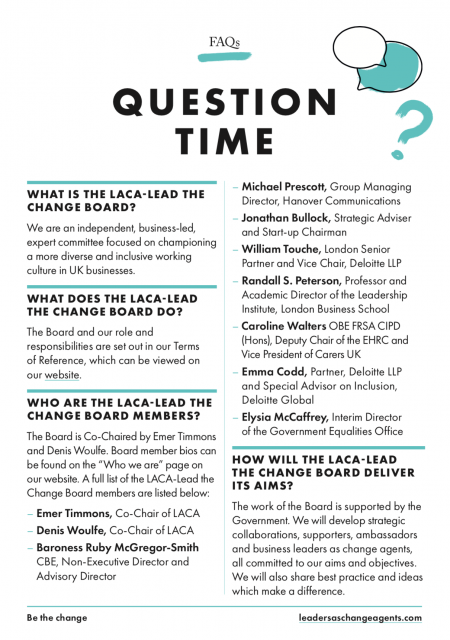 FAQs
QUESTION
TIME
WHAT IS THE LACA-LEAD THE
CHANGE BOARD?
We are an independent, business-led,
expert committee focused on championing
a more diverse and inclusive working
culture in UK businesses.
WHAT DOES THE LACA-LEAD
THE CHANGE BOARD DO?
The Board and our role and
responsibilities are set out in our Terms
of Reference, which can be viewed on
our website.
WHO ARE THE LACA-LEAD THE
CHANGE BOARD MEMBERS?
The Board is Co-Chaired by Emer Timmons
and Denis Woulfe. Board member bios can
be found on the “Who we are” page on
our website. A full list of the LACA-Lead the
Change Board members are listed below:
– Emer Timmons, Co-Chair of LACA
– Denis Woulfe, Co-Chair of LACA
– Baroness Ruby McGregor-Smith
CBE, Non-Executive Director and
Advisory Director
– Michael Prescott, Group Managing
Director, Hanover Communications
– Jonathan Bullock, Strategic Adviser
and Start-up Chairman
– William Touche, London Senior
Partner and Vice Chair, Deloitte LLP
– Randall S. Peterson, Professor and
Academic Director of the Leadership
Institute, London Business School
– Caroline Walters OBE FRSA CIPD
(Hons), Deputy Chair of the EHRC and
Vice President of Carers UK
– Emma Codd, Partner, Deloitte LLP
and Special Advisor on Inclusion,
Deloitte Global
– Elysia McCaffrey, Interim Director
of the Government Equalities Office
HOW WILL THE LACA-LEAD
THE CHANGE BOARD DELIVER
ITS AIMS?
The work of the Board is supported by the
Government. We will develop strategic
collaborations, supporters, ambassadors
and business leaders as change agents,
all committed to our aims and objectives.
We will also share best practice and ideas
which make a difference.
Be the change
leadersaschangeagents.com